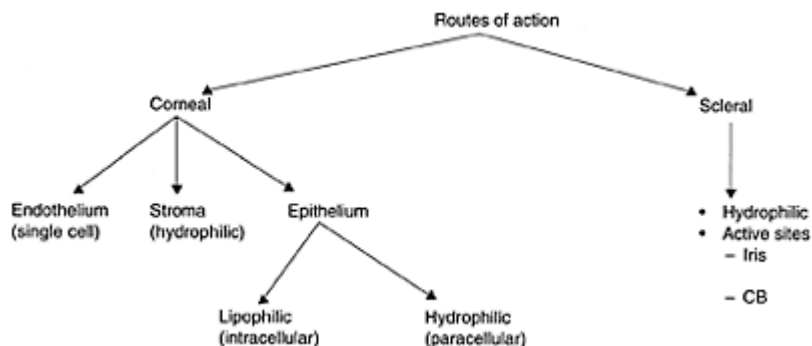 Routes of action
Corneal
Scleral
Endothelium
(single cell)
Stroma
(hydrophilic)
Epithelium
• Hydrophilic
• Active sites
– Iris
– CB
Lipophilic
(intracellular)
Hydrophilic
(paracellular)